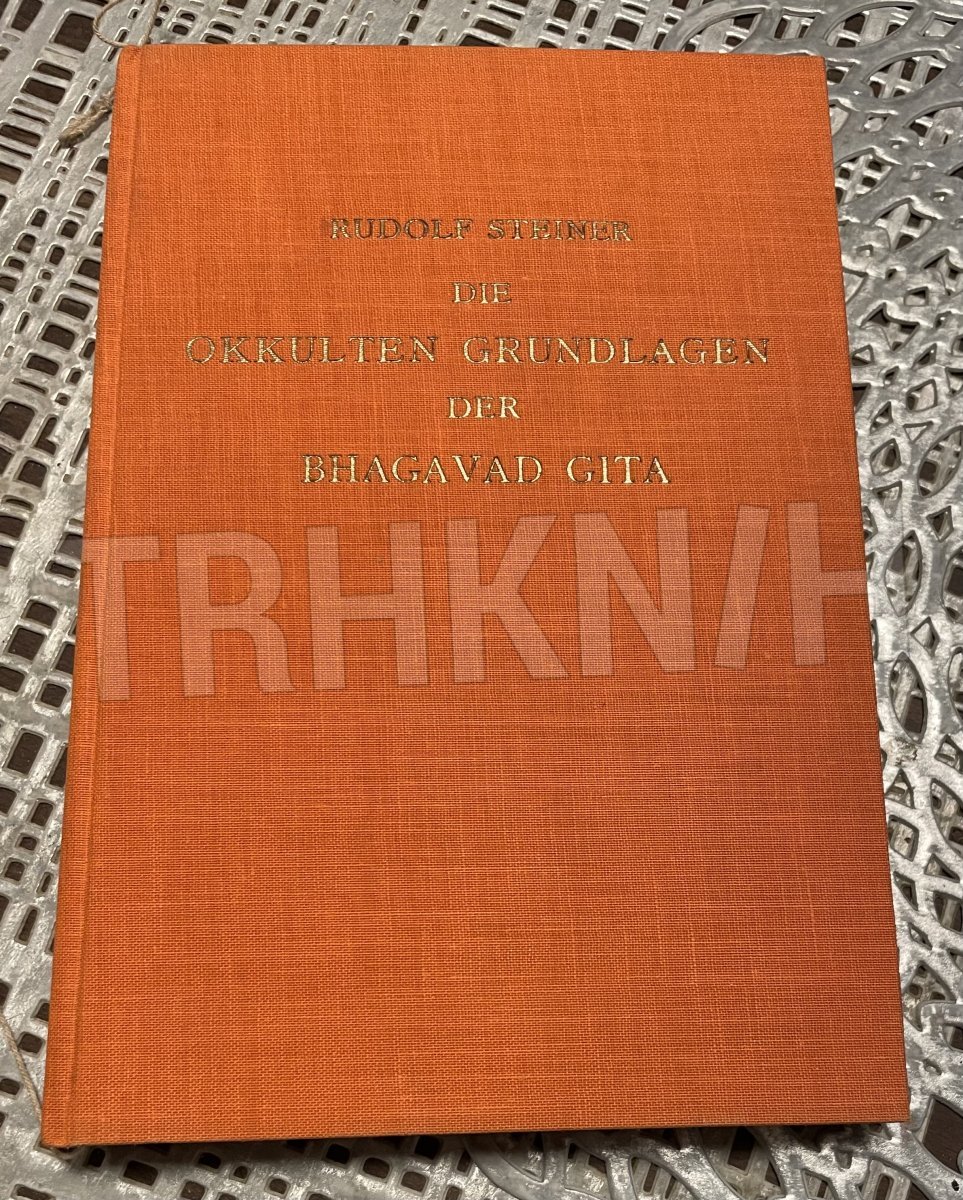 RUDOLF STEINER
DIE
OKKULTEN GRUNDLAGEN
DER
BHAGAVAD GITA
TRHKN/H